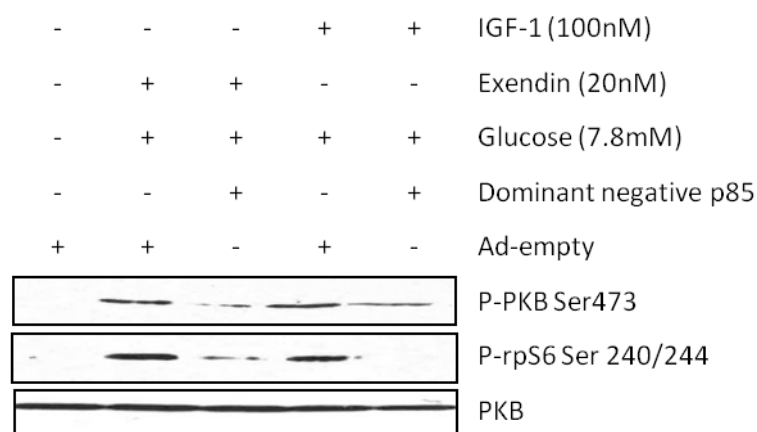 - - - + + IGF-1 (100nM)
- + + - - Exendin (20nM)
- + + + + Glucose (7.8mM)
- - + - + Dominant negative p85
+ + - + - Ad-empty
P-PKB Ser473
P-rpS6 Ser 240/244
PKB